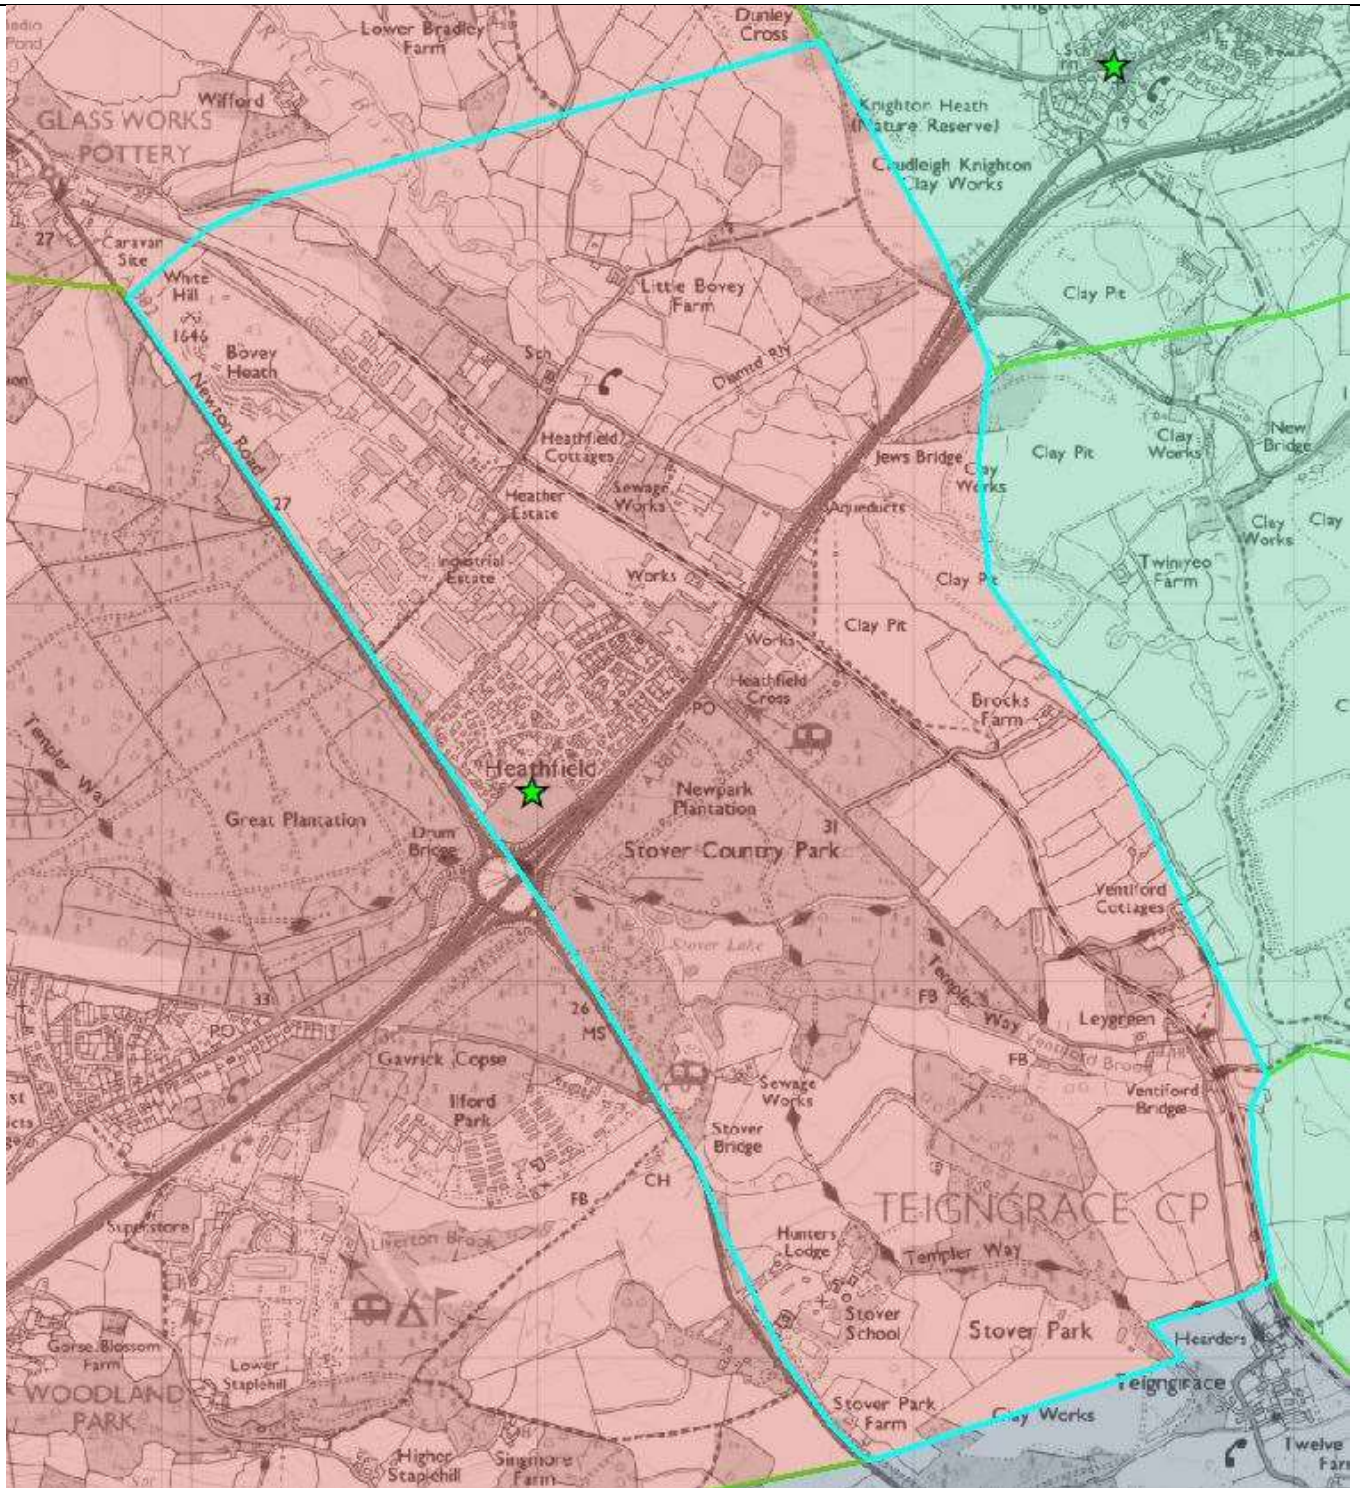 Dunley
Cross
Lower Bradley
Farm
Pond
Wifford
GLASS WORKS
POTTERY
Knighton Heath
(Nature Reserve)
19
Chudleigh Knighton
Clay Works
27
Caravan
Site
White
Hill
1646
Bovey
Heath
Little Bovey
Farm
Clay Pit
Sch
Dismtd Rly
Newton Road
Heathfield
Cottages
Jews Bridge
Clay
Works
Clay Pit
Clay
Works
New
Bridge
27
Heather
Estate
Sewage
Works
Aqueducts
Clay
Works
Clay
Industrial
Estate
Works
Clay Pit
Twinyeo
Farm
Clay Pit
Works
Heathfield
Cross
PO
Brocks
Farm
Templer Way
Heathfield
A 38(T)
Newpark
Plantation
Great Plantation
Drum
Bridge
31
Stover Country Park
Ventiford
Cottages
Stover Lake
33
PO
26
MS
FB
Templer Way
Leygreen
Ventiford Brook
FB
Gavrick Copse
Ilford
Park
Sewage
Works
Ventiford
Bridge
Stover
Bridge
CH
FB
TEIGNGRACE CP
Superstore
Liverton Brook
Hunters
Lodge
Templer Way
Stover
School
Stover Park
Hearders
Gorse Blossom
Farm
Lower
Staplehill
WOODLAND
PARK
Teigngrace
Stover Park
Farm
Clay Works
Higher
Staplehill
Singmore
Farm
Twelve